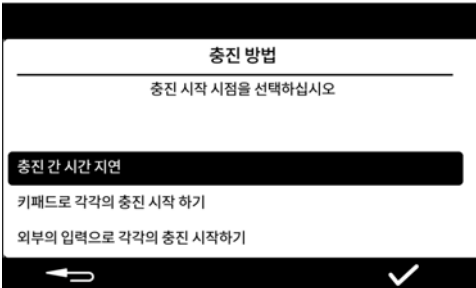 충진 방법
충진 시작 시점을 선택하십시오
충진 간 시간 지연
키패드로 각각의 충진 시작 하기
외부의 입력으로 각각의 충진 시작하기